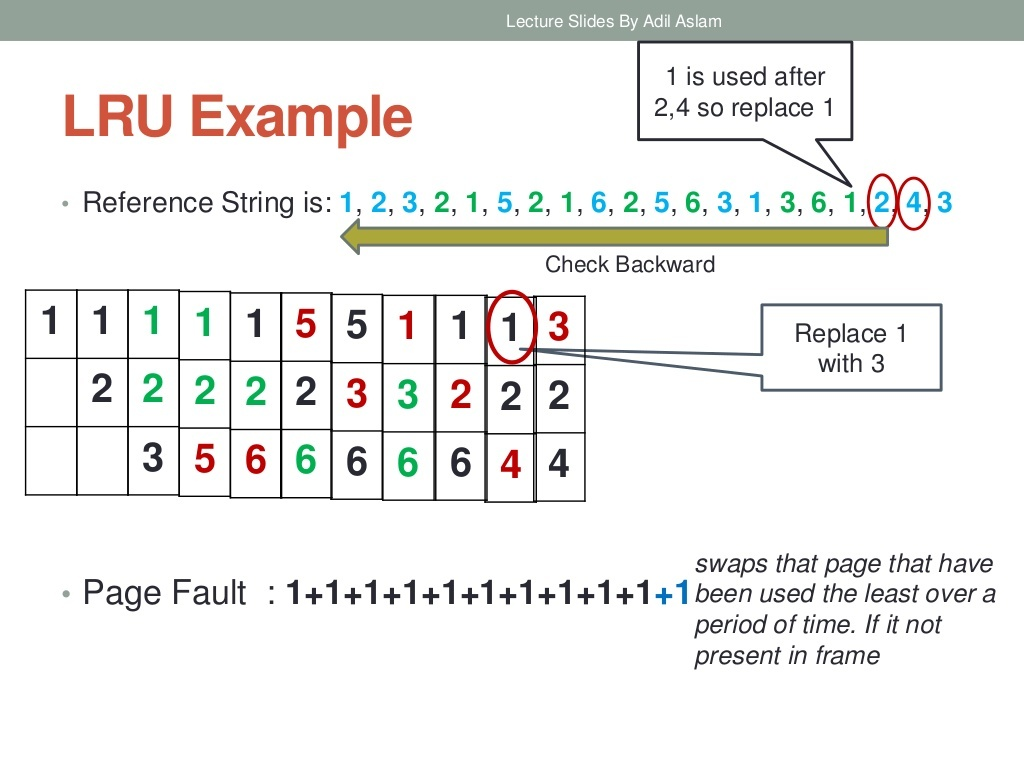 Lecture Slides By Adil Aslam
1 is used after
2,4 so replace 1
LRU Example
• Reference String is: 1, 2, 3, 2, 1, 5, 2, 1, 6, 2, 5, 6, 3, 1, 3, 6, 1, 2, 4, 3
Check Backward
1 1 1 1 1 5 5 1 1 1 3
2 2 2 2 2 3 3 2 2 2
3 5 6 6 6 6 6 4 4
Replace 1
with 3
• Page Fault : 1+1+1+1+1+1+1+1+1+1+1
swaps that page that have
been used the least over a
period of time. If it not
present in frame